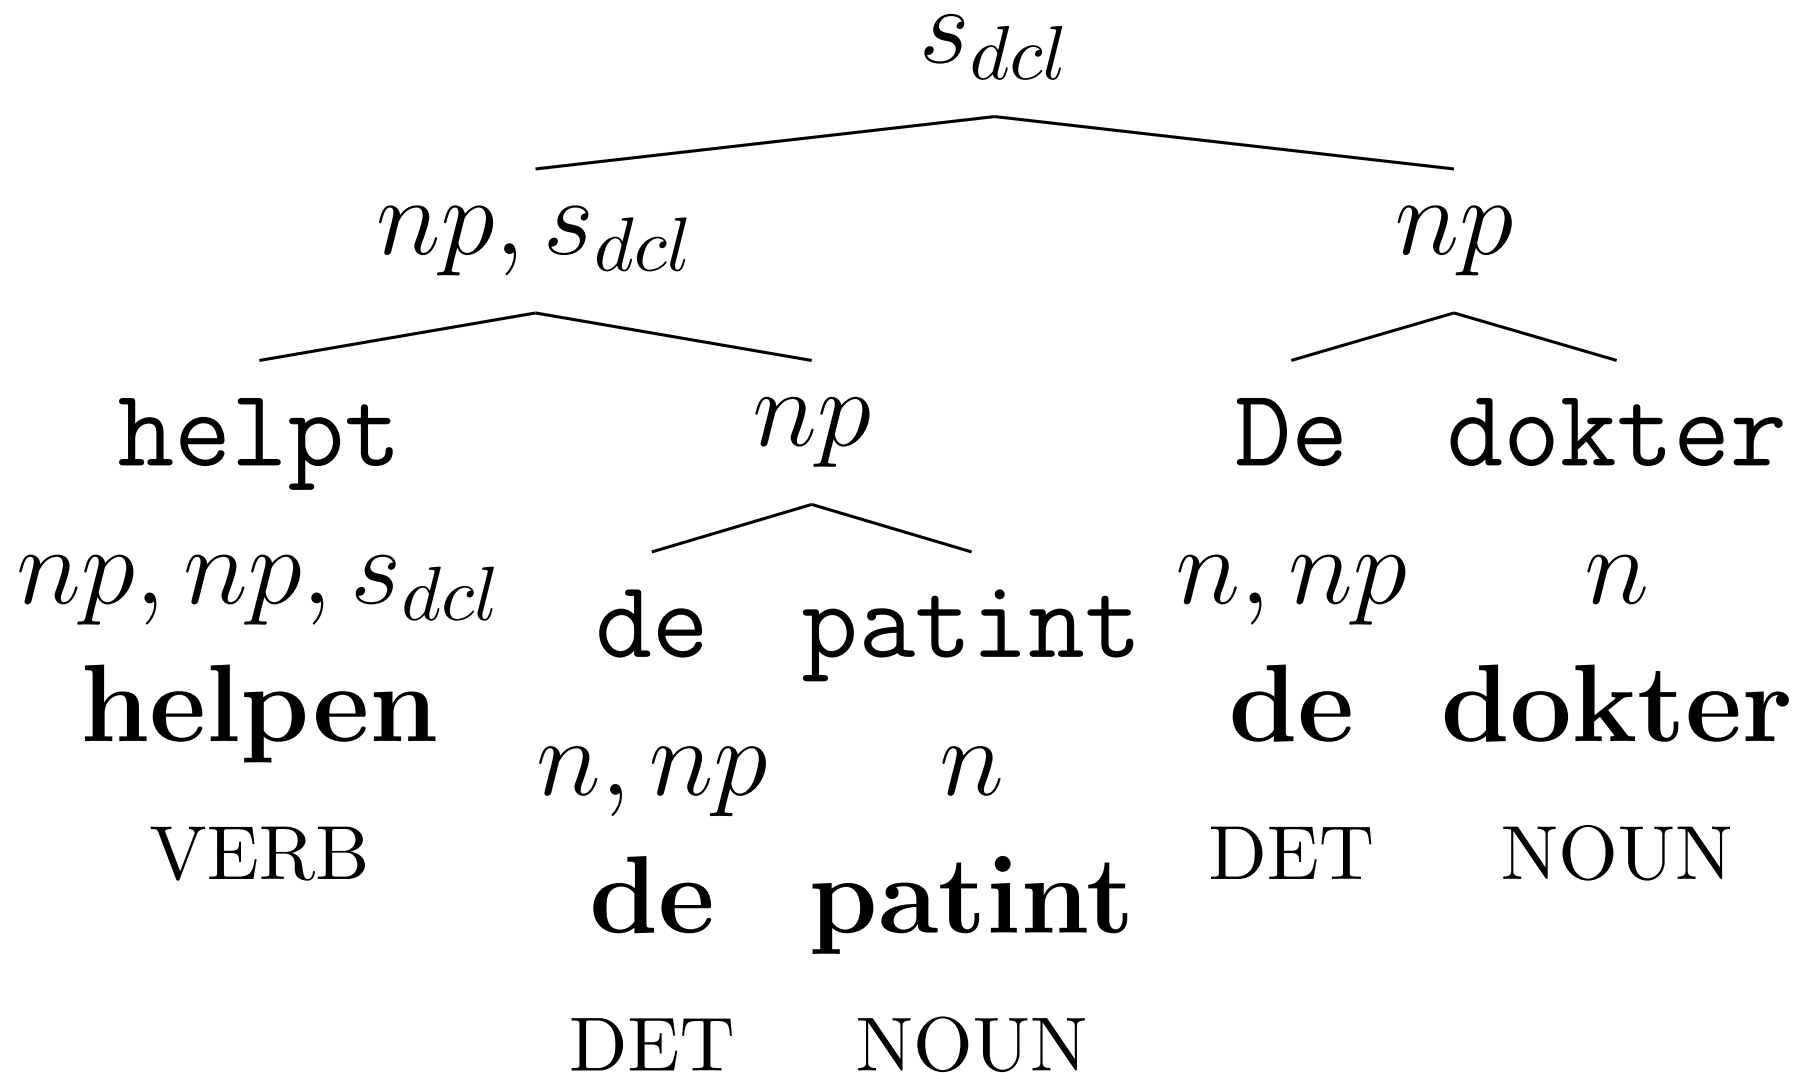 s_dcl
np, s_dcl np
helpt np De dokter
np, np, s_dcl de patint n, np n
helpen de dokter
n, np n
VERB de patint DET NOUN
DET NOUN